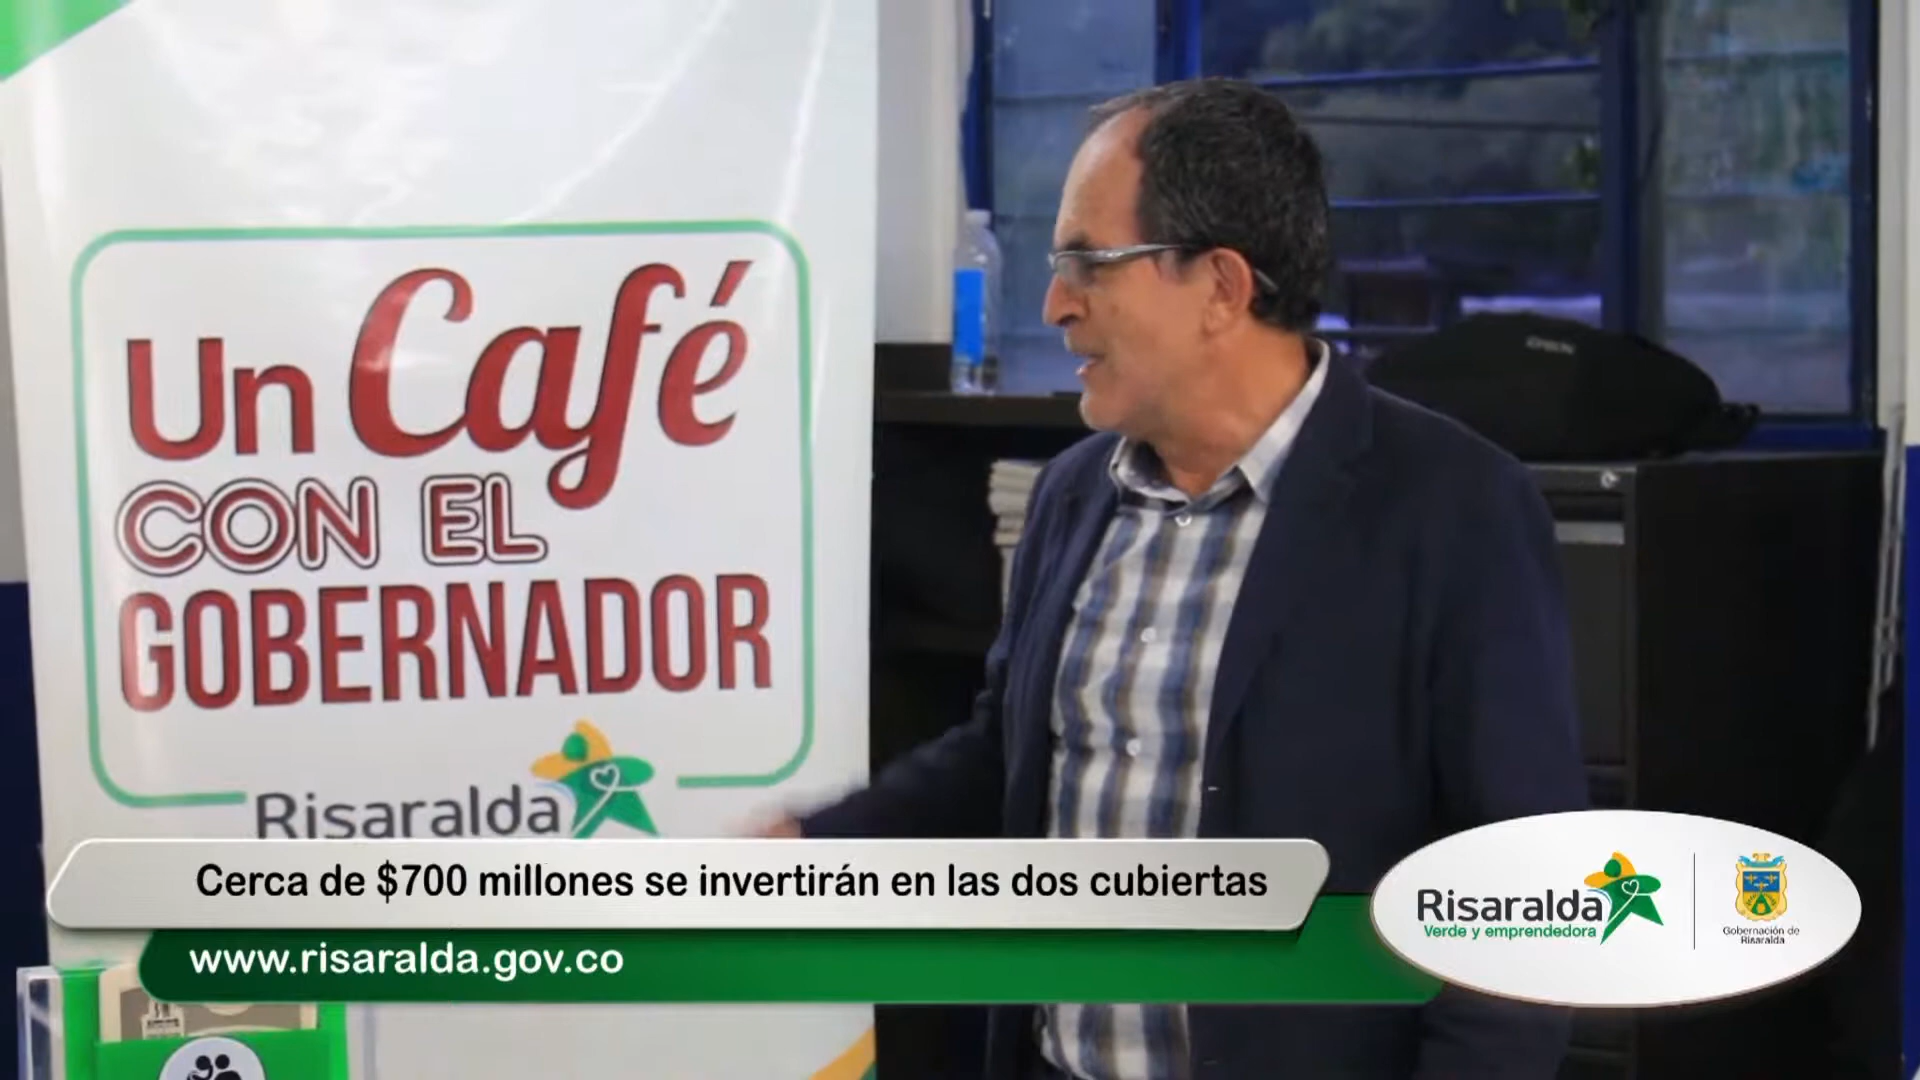 Un Café
CON EL
GOBERNADOR
Risaralda
EPSON
Cerca de $700 millones se invertirán en las dos cubiertas
www.risaralda.gov.co
Risaralda
Verde y emprendedora
Gobernación de
Risaralda